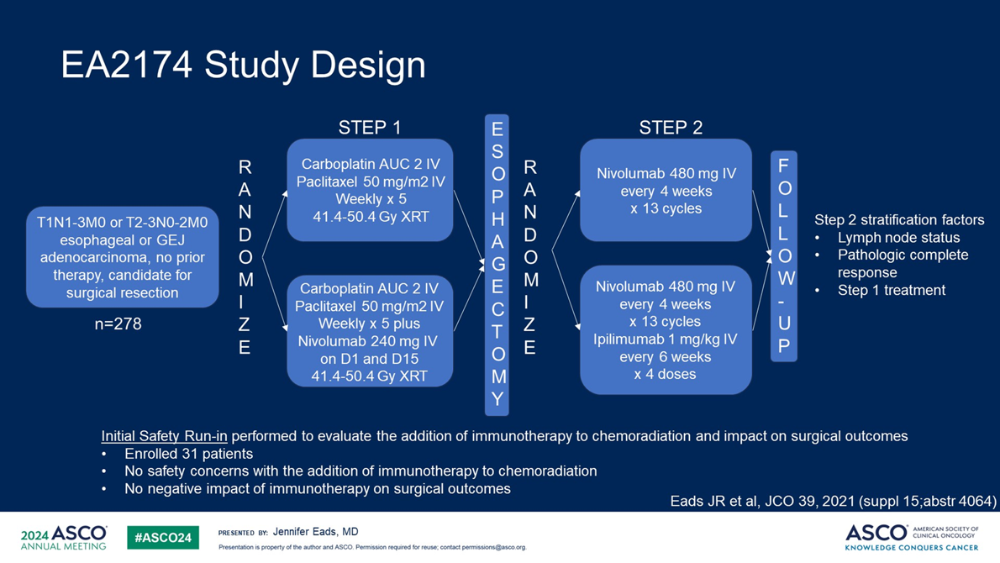 EA2174 Study Design
T1N1-3M0 or T2-3N0-2M0
esophageal or GEJ
adenocarcinoma, no prior
therapy, candidate for
surgical resection
n=278
RANDOMIZE
STEP 1
Carboplatin AUC 2 IV
Paclitaxel 50 mg/m2 IV
Weekly x 5
41.4-50.4 Gy XRT
Carboplatin AUC 2 IV
Paclitaxel 50 mg/m2 IV
Weekly x 5 plus
Nivolumab 240 mg IV
on D1 and D15
41.4-50.4 Gy XRT
ESOPHAGECTOMY
RANDOMIZE
STEP 2
Nivolumab 480 mg IV
every 4 weeks
x 13 cycles
Nivolumab 480 mg IV
every 4 weeks
x 13 cycles
Ipilimumab 1 mg/kg IV
every 6 weeks
x 4 doses
FOLLOW-UP
Step 2 stratification factors
• Lymph node status
• Pathologic complete
response
• Step 1 treatment
Initial Safety Run-in performed to evaluate the addition of immunotherapy to chemoradiation and impact on surgical outcomes
• Enrolled 31 patients
• No safety concerns with the addition of immunotherapy to chemoradiation
• No negative impact of immunotherapy on surgical outcomes
Eads JR et al, JCO 39, 2021 (suppl 15;abstr 4064)
2024 ASCO®
ANNUAL MEETING
#ASCO24
PRESENTED BY: Jennifer Eads, MD
Presentation is property of the author and ASCO. Permission required for reuse; contact permissions@asco.org.
ASCO® AMERICAN SOCIETY OF
CLINICAL ONCOLOGY
KNOWLEDGE CONQUERS CANCER